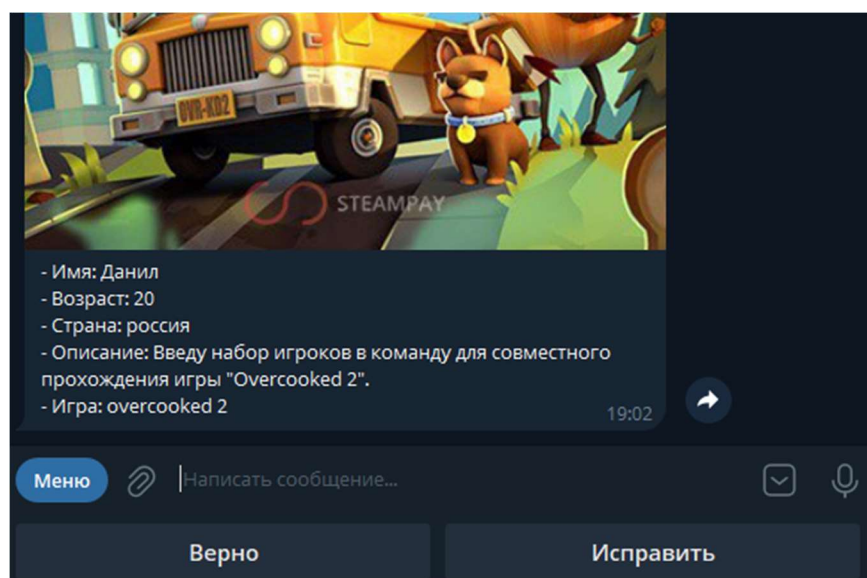 OVR-KD2
STEAMPAY
- Имя: Данил
- Возраст: 20
- Страна: россия
- Описание: Введу набор игроков в команду для совместного
прохождения игры "Overcooked 2".
- Игра: overcooked 2
19:02
Меню
Написать сообщение...
Верно
Исправить